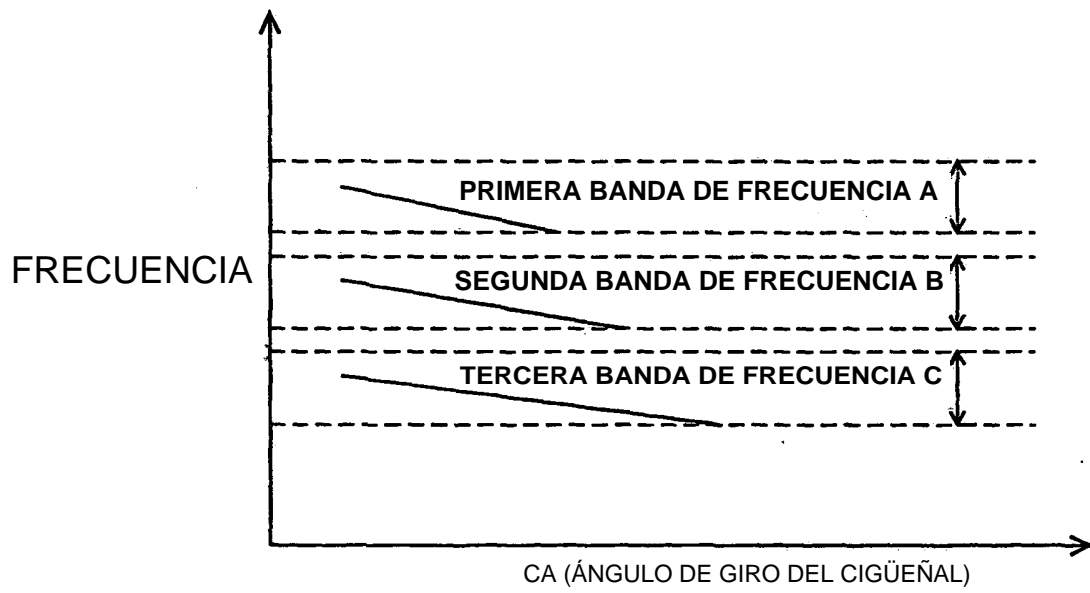 PRIMERA BANDA DE FRECUENCIA A
FRECUENCIA
SEGUNDA BANDA DE FRECUENCIA B
TERCERA BANDA DE FRECUENCIA C
CA (ÁNGULO DE GIRO DEL CIGÜEÑAL)